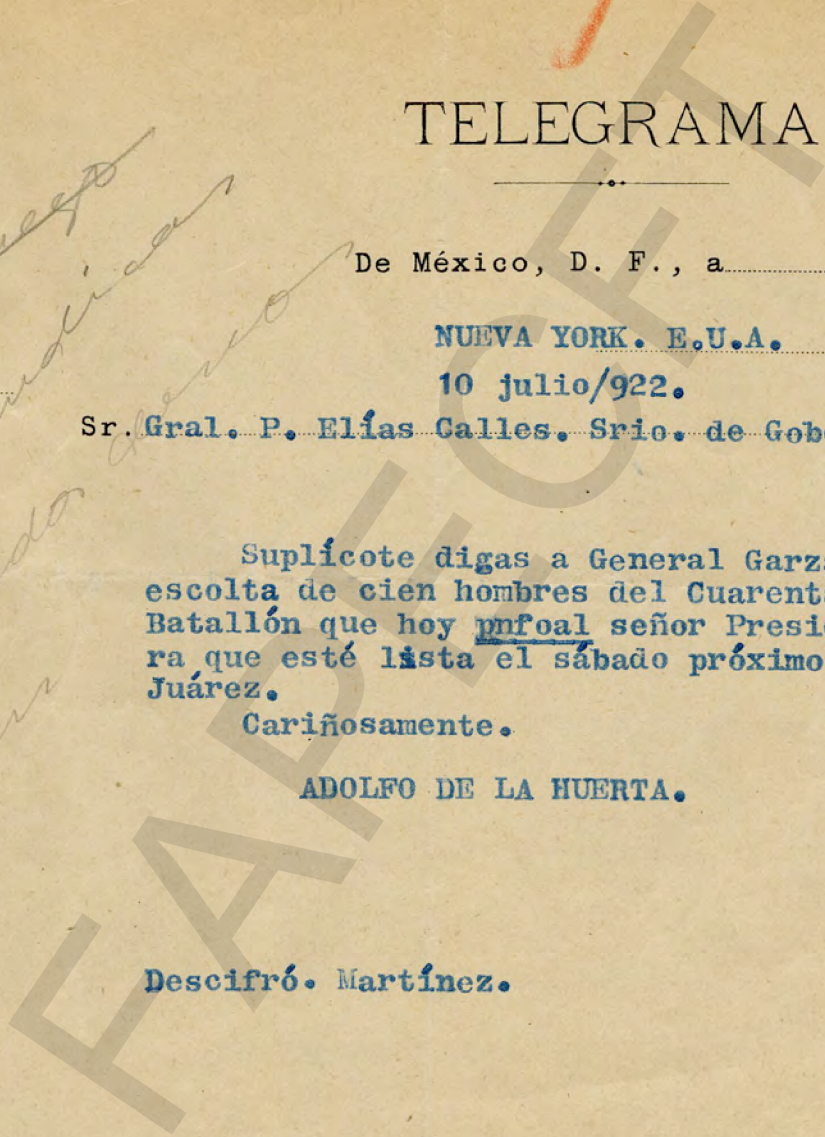 TELEGRAMA
De México, D. F., a
NUEVA YORK. E.U.A.
10 julio/922.
Sr. Gral. P. Elías Calles. Srio. de Gob
Suplícote digas a General Garz
escolta de cien hombres del Cuarent
Batallón que hoy pnfoal señor Presi
ra que esté lista el sábado próximo
Juárez.
Cariñosamente.
ADOLFO DE LA HUERTA.
Descifró. Martínez.
FAPECFT